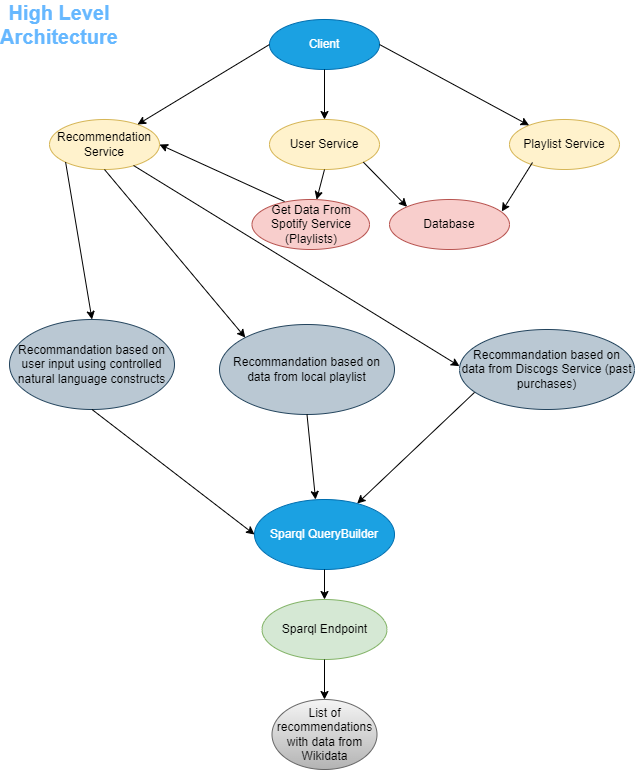 High Level
Architecture
Client
Recommendation
Service
User Service
Playlist Service
Get Data From
Spotify Service
(Playlists)
Database
Recommandation based on
user input using controlled
natural language constructs
Recommandation based on
data from local playlist
Recommandation based on
data from Discogs Service (past
purchases)
Sparql QueryBuilder
Sparql Endpoint
List of
recommendations
with data from
Wikidata